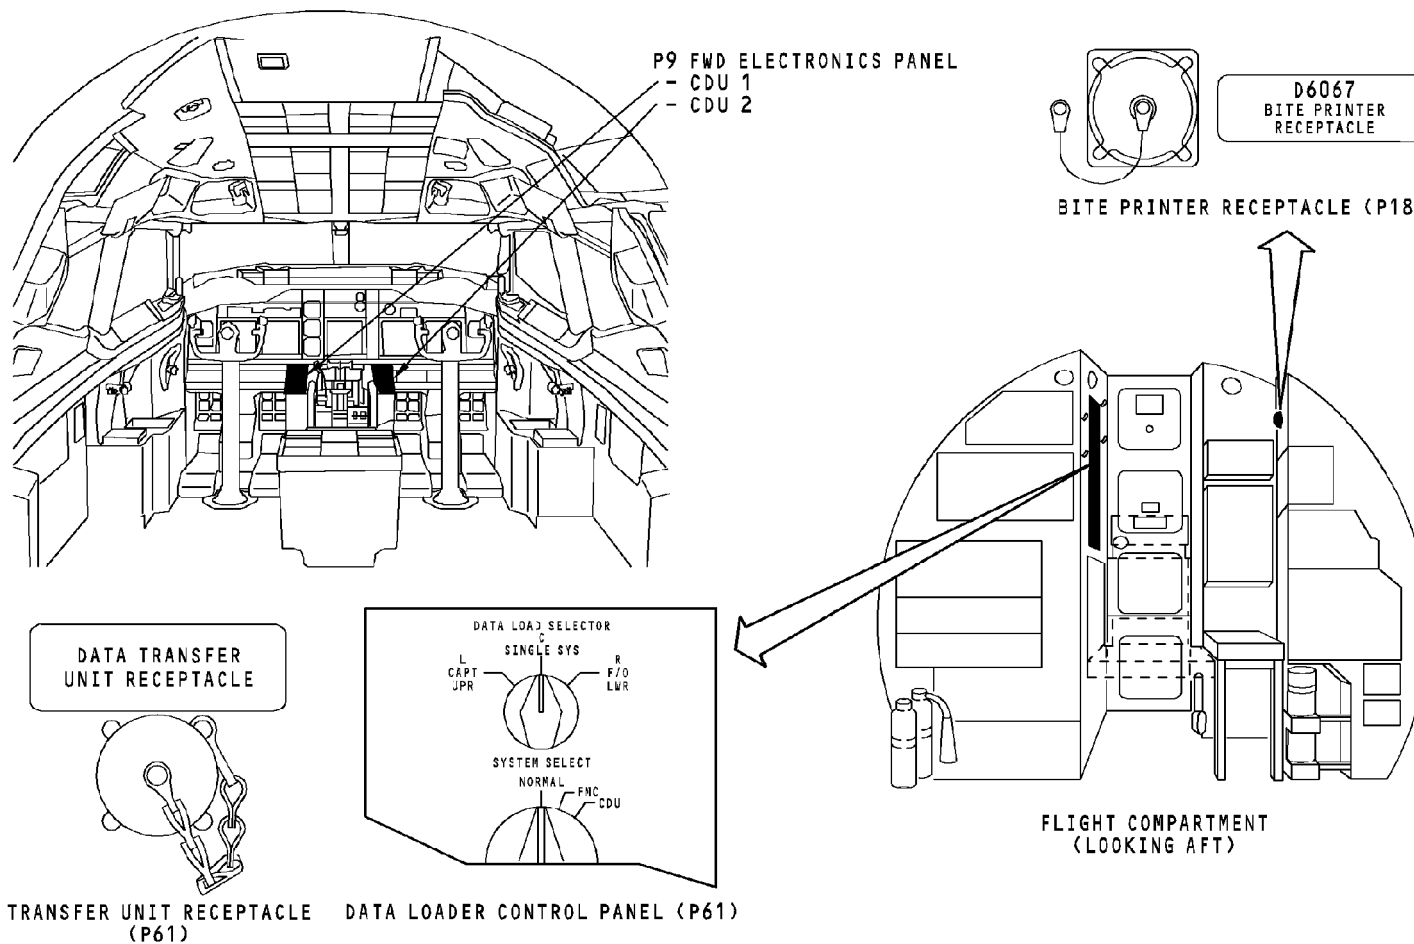 P9 FWD ELECTRONICS PANEL
- CDU 1
- CDU 2
D6067
BITE PRINTER
RECEPTACLE
BITE PRINTER RECEPTACLE (P18
DATA TRANSFER
UNIT RECEPTACLE
TRANSFER UNIT RECEPTACLE
(P61)
DATA LOAD SELECTOR
C
SINGLE SYS
L
CAPT
UPR
R
F/O
LWR
SYSTEM SELECT
NORMAL
FMC
CDU
DATA LOADER CONTROL PANEL (P61)
FLIGHT COMPARTMENT
(LOOKING AFT)